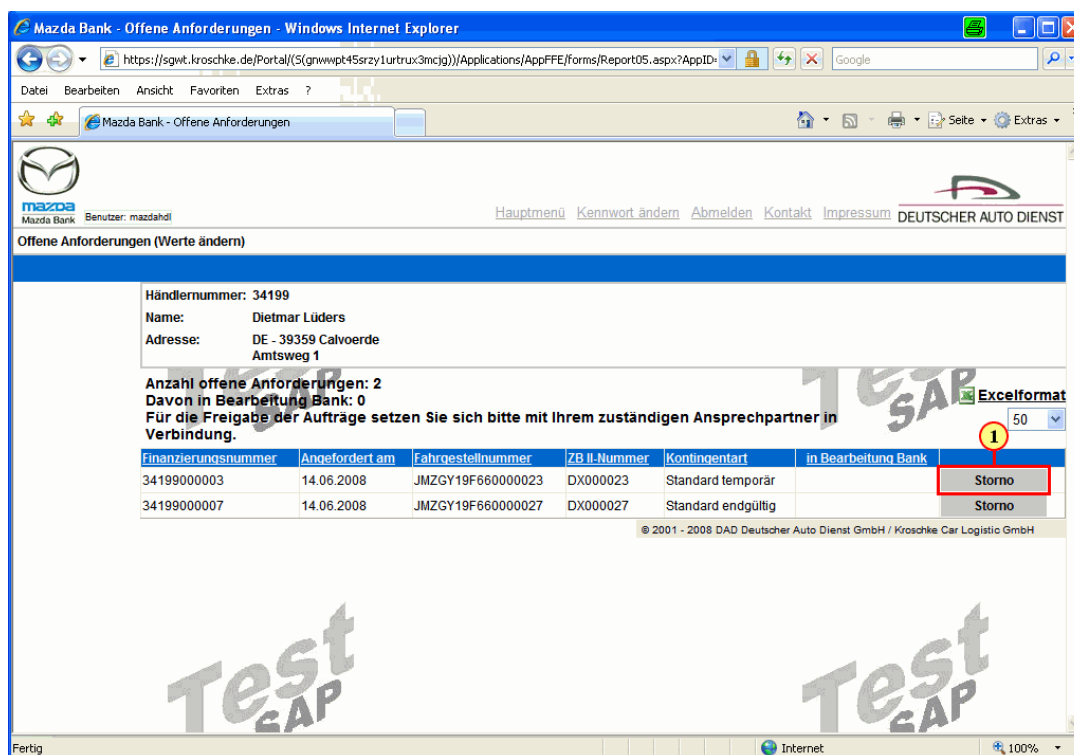 Mazda Bank - Offene Anforderungen - Windows Internet Explorer
https://sgwt.kroschke.de/Portal/(S(gnwwpt45srzy1urtrux3mcjg))/Applications/AppFFE/forms/Report05.aspx?AppID=
Google
Datei Bearbeiten Ansicht Favoriten Extras ?
Mazda Bank - Offene Anforderungen
Seite Extras
mazda
Mazda Bank Benutzer: mazdahdl
Hauptmenü Kennwort ändern Abmelden Kontakt Impressum DEUTSCHER AUTO DIENST
Offene Anforderungen (Werte ändern)
Händlernummer: 34199
Name: Dietmar Lüders
Adresse: DE - 39359 Calvoerde
Amtsweg 1
Test SAP Test SAP
Anzahl offene Anforderungen: 2
Davon in Bearbeitung Bank: 0
Excelformat
Für die Freigabe der Aufträge setzen Sie sich bitte mit Ihrem zuständigen Ansprechpartner in
Verbindung.
50
1
Finanzierungsnummer Angefordert am Fahrgestellnummer ZB II-Nummer Kontingentart in Bearbeitung Bank
34199000003 14.06.2008 JMZGY19F660000023 DX000023 Standard temporär Storno
34199000007 14.06.2008 JMZGY19F660000027 DX000027 Standard endgültig Storno
© 2001 - 2008 DAD Deutscher Auto Dienst GmbH / Kroschke Car Logistic GmbH
Test SAP Test SAP
Fertig Internet 100%